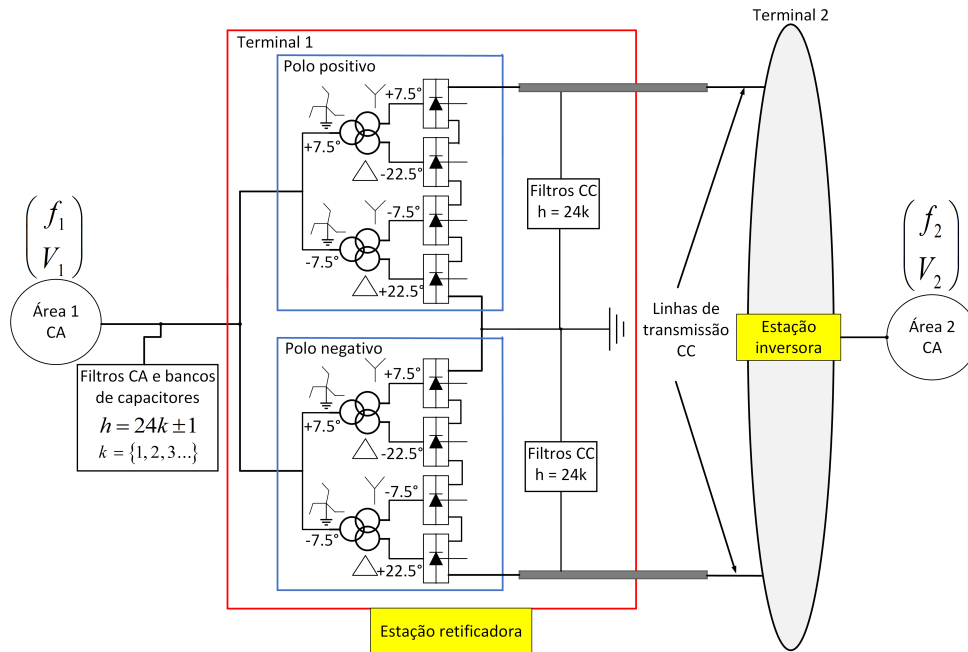 Terminal 2
Terminal 1
Polo positivo
+7.5°
+7.5°
-22.5°
-7.5°
-7.5°
+22.5°
Filtros CC
h = 24k
f1
V1
Área 1
CA
Filtros CA e bancos
de capacitores
h = 24k ± 1
k = {1, 2, 3...}
Polo negativo
+7.5°
+7.5°
-22.5°
-7.5°
-7.5°
+22.5°
Filtros CC
h = 24k
Linhas de
transmissão
CC
Estação
inversora
f2
V2
Área 2
CA
Estação retificadora